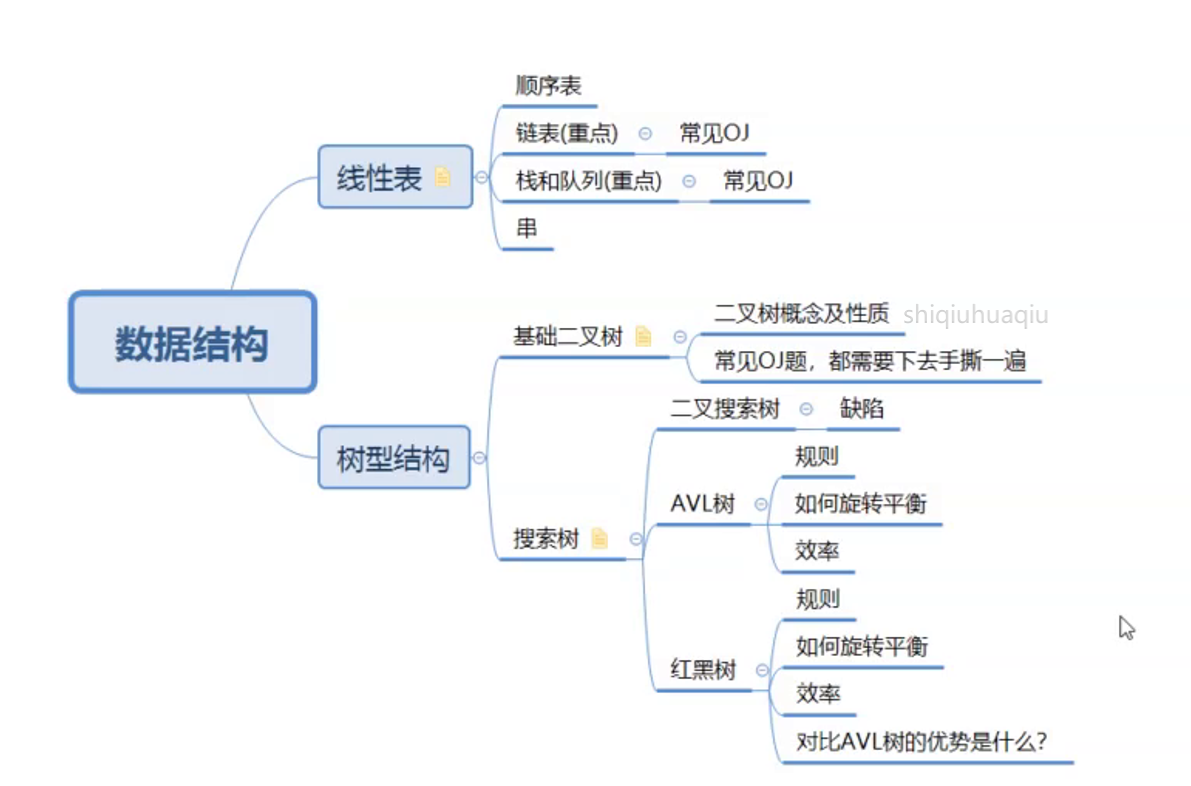 顺序表
链表(重点) 常见OJ
线性表
栈和队列(重点) 常见OJ
串
数据结构
二叉树概念及性质 shiqiuhuaqiu
基础二叉树
常见OJ题，都需要下去手撕一遍
树型结构
二叉搜索树 缺陷
规则
AVL树 如何旋转平衡
搜索树
效率
规则
如何旋转平衡
红黑树
效率
对比AVL树的优势是什么？